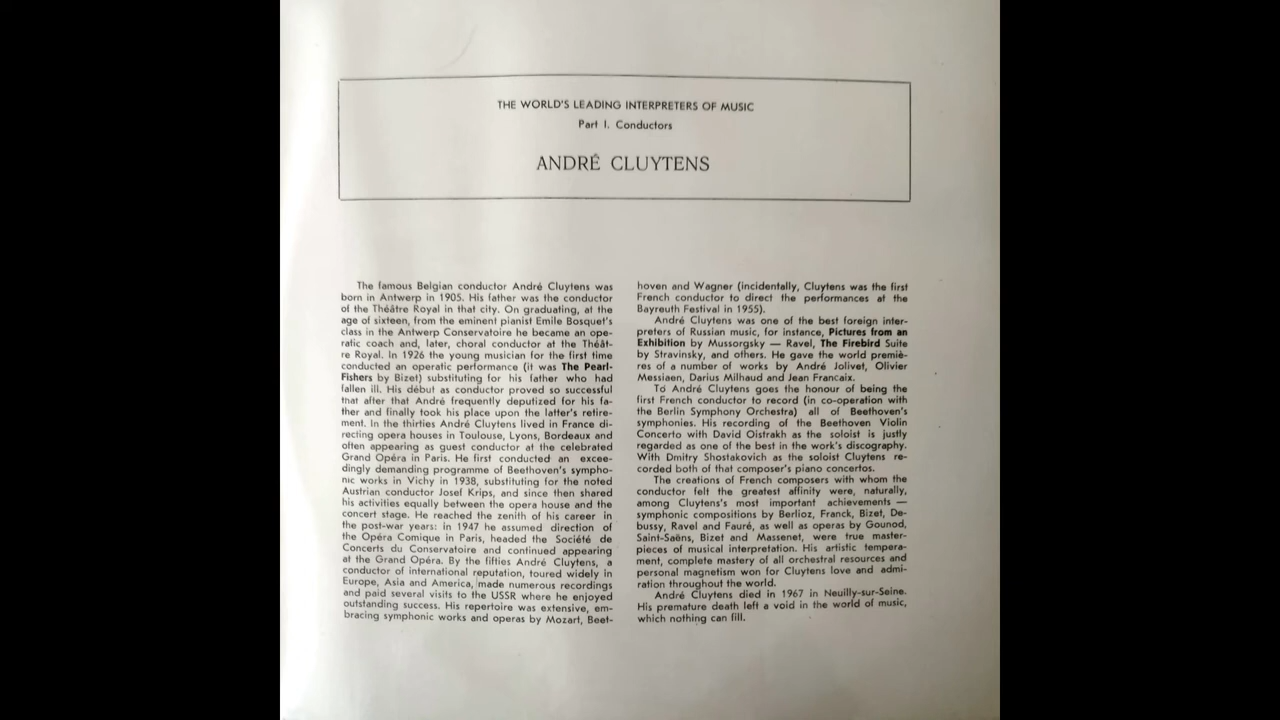 THE WORLD'S LEADING INTERPRETERS OF MUSIC
Part I. Conductors
ANDRÉ CLUYTENS
The famous Belgian conductor André Cluytens was
born in Antwerp in 1905. His father was the conductor
of the Théâtre Royal in that city. On graduating, at the
age of sixteen, from the eminent pianist Emile Bosquet's
class in the Antwerp Conservatoire he became an ope-
ratic coach and, later, choral conductor at the Théât-
re Royal. In 1926 the young musician for the first time
conducted an operatic performance (it was The Pearl-
Fishers by Bizet) substituting for his father who had
fallen ill. His début as conductor proved so successful
that after that André frequently deputized for his fa-
ther and finally took his place upon the latter's retire-
ment. In the thirties André Cluytens lived in France di-
recting opera houses in Toulouse, Lyons, Bordeaux and
often appearing as guest conductor at the celebrated
Grand Opéra in Paris. He first conducted an excee-
dingly demanding programme of Beethoven's sympho-
nic works in Vichy in 1938, substituting for the noted
Austrian conductor Josef Krips, and since then shared
his activities equally between the opera house and the
concert stage. He reached the zenith of his career in
the post-war years: in 1947 he assumed direction of
the Opéra Comique in Paris, headed the Société de
Concerts du Conservatoire and continued appearing
at the Grand Opéra. By the fifties André Cluytens, a
conductor of international reputation, toured widely in
Europe, Asia and America, made numerous recordings
and paid several visits to the USSR where he enjoyed
outstanding success. His repertoire was extensive, em-
bracing symphonic works and operas by Mozart, Beet-
hoven and Wagner (incidentally, Cluytens was the first
French conductor to direct the performances at the
Bayreuth Festival in 1955).
André Cluytens was one of the best foreign inter-
preters of Russian music, for instance, Pictures from an
Exhibition by Mussorgsky — Ravel, The Firebird Suite
by Stravinsky, and others. He gave the world premiè-
res of a number of works by André Jolivet, Olivier
Messiaen, Darius Milhaud and Jean Francaix.
To André Cluytens goes the honour of being the
first French conductor to record (in co-operation with
the Berlin Symphony Orchestra) all of Beethoven's
symphonies. His recording of the Beethoven Violin
Concerto with David Oistrakh as the soloist is justly
regarded as one of the best in the work's discography.
With Dmitry Shostakovich as the soloist Cluytens re-
corded both of that composer's piano concertos.
The creations of French composers with whom the
conductor felt the greatest affinity were, naturally,
among Cluytens's most important achievements —
symphonic compositions by Berlioz, Franck, Bizet, De-
bussy, Ravel and Fauré, as well as operas by Gounod,
Saint-Saëns, Bizet and Massenet, were true master-
pieces of musical interpretation. His artistic tempera-
ment, complete mastery of all orchestral resources and
personal magnetism won for Cluytens love and admi-
ration throughout the world.
André Cluytens died in 1967 in Neuilly-sur-Seine.
His premature death left a void in the world of music,
which nothing can fill.